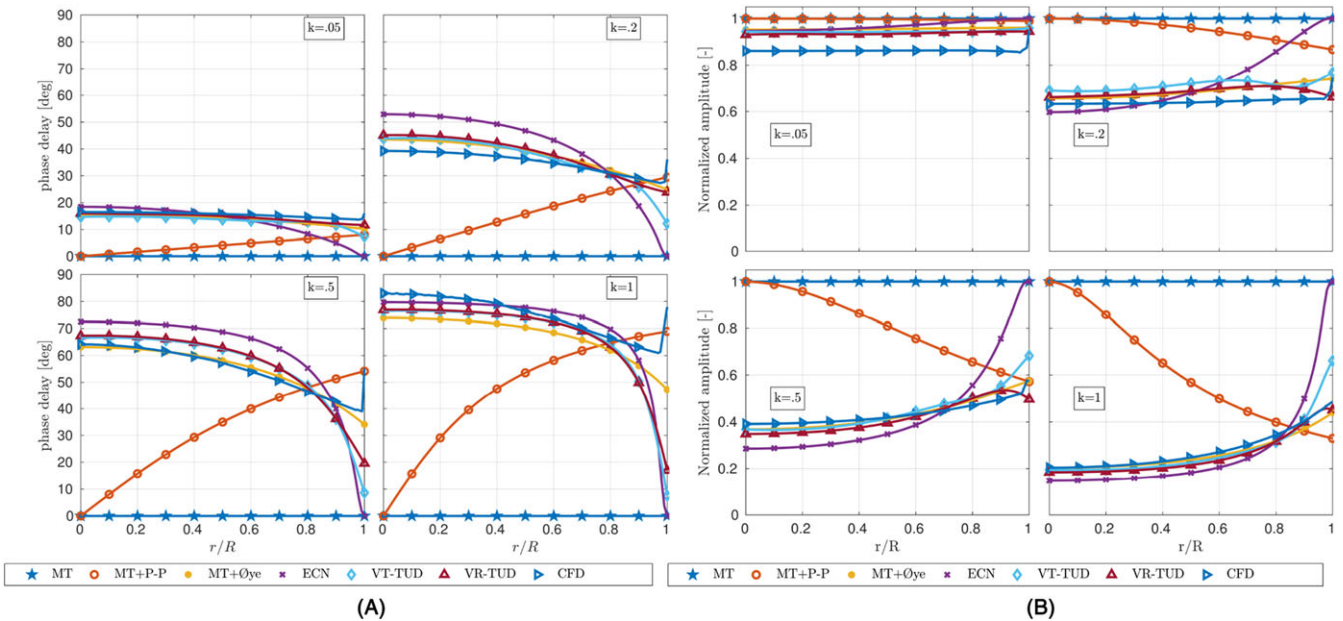 k=.05
k=.2
90
80
70
60
50
40
30
20
10
0
phase delay [deg]
k=.5
k=1
90
80
70
60
50
40
30
20
10
0
phase delay [deg]
0 0.2 0.4 0.6 0.8 1
0 0.2 0.4 0.6 0.8 1
r/R r/R
MT MT+P-P MT+Øye ECN VT-TUD VR-TUD CFD
(A)
1
0.8
0.6
0.4
0.2
0
Normalized amplitude [-]
k=.05
k=.2
1
0.8
0.6
0.4
0.2
0
Normalized amplitude [-]
k=.5
k=1
0 0.2 0.4 0.6 0.8 1
0 0.2 0.4 0.6 0.8 1
r/R r/R
MT MT+P-P MT+Øye ECN VT-TUD VR-TUD CFD
(B)